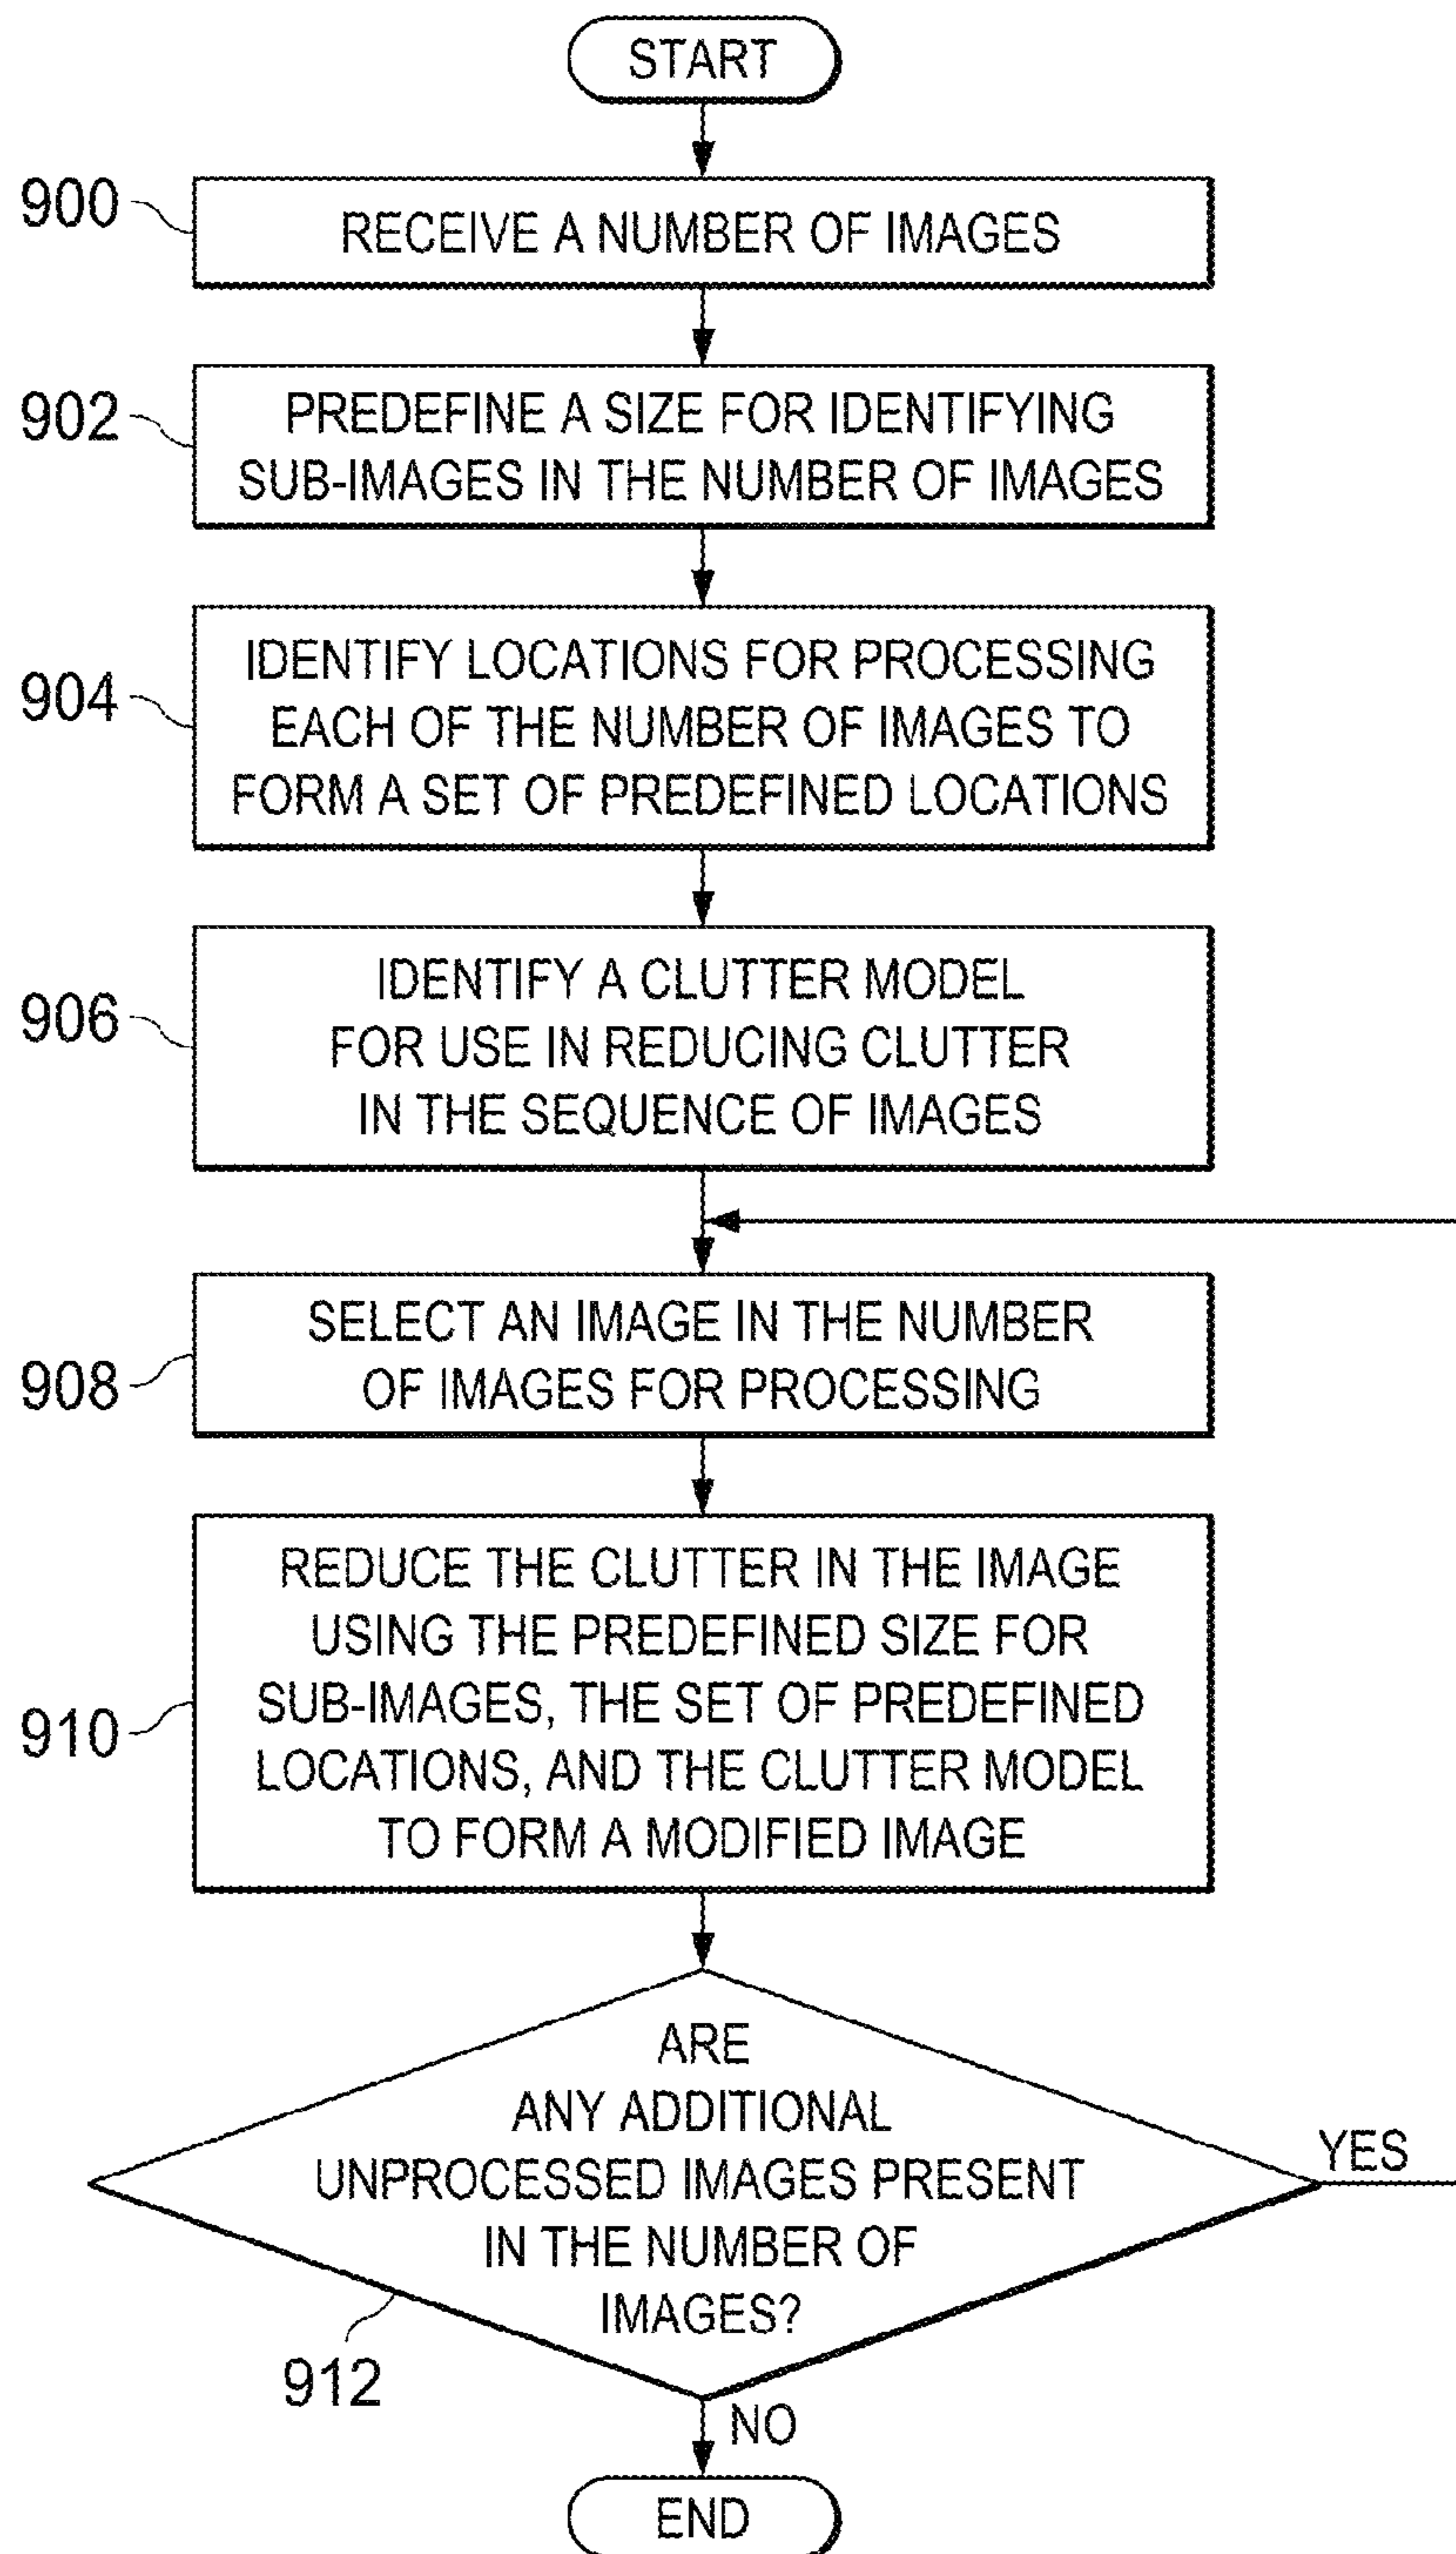 START
900
RECEIVE A NUMBER OF IMAGES
902
PREDEFINE A SIZE FOR IDENTIFYING
SUB-IMAGES IN THE NUMBER OF IMAGES
904
IDENTIFY LOCATIONS FOR PROCESSING
EACH OF THE NUMBER OF IMAGES TO
FORM A SET OF PREDEFINED LOCATIONS
906
IDENTIFY A CLUTTER MODEL
FOR USE IN REDUCING CLUTTER
IN THE SEQUENCE OF IMAGES
908
SELECT AN IMAGE IN THE NUMBER
OF IMAGES FOR PROCESSING
910
REDUCE THE CLUTTER IN THE IMAGE
USING THE PREDEFINED SIZE FOR
SUB-IMAGES, THE SET OF PREDEFINED
LOCATIONS, AND THE CLUTTER MODEL
TO FORM A MODIFIED IMAGE
ARE
ANY ADDITIONAL
UNPROCESSED IMAGES PRESENT
IN THE NUMBER OF
IMAGES?
YES
912
NO
END